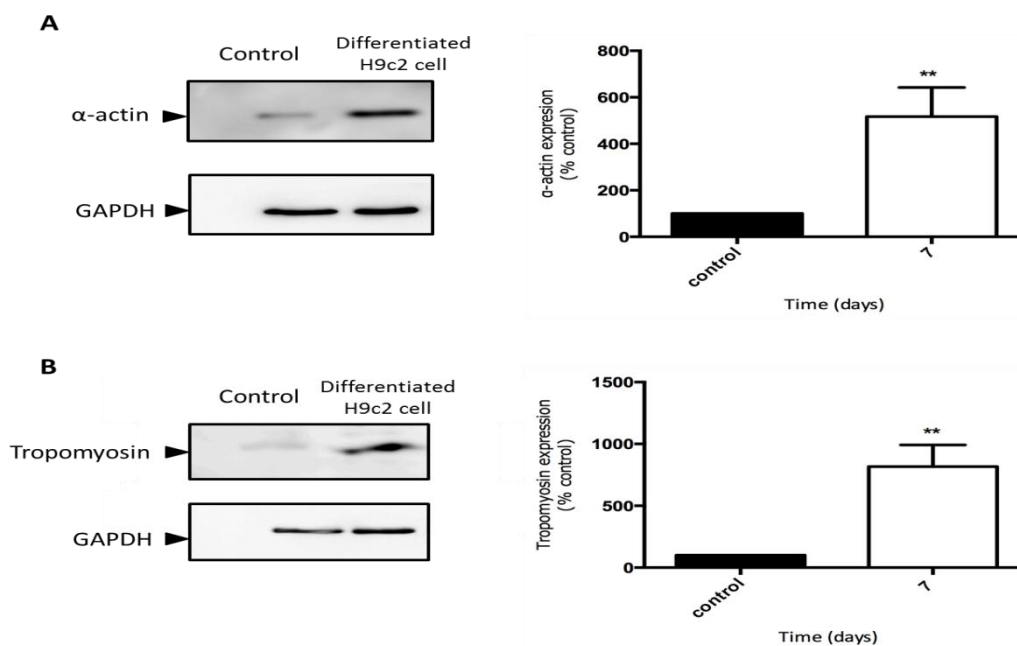 A
Control
Differentiated
H9c2 cell
α-actin
GAPDH
α-actin expresion
(% control)
800
600
400
200
0
**
control
7
Time (days)
B
Control
Differentiated
H9c2 cell
Tropomyosin
GAPDH
Tropomyosin expression
(% control)
1500
1000
500
0
**
control
7
Time (days)